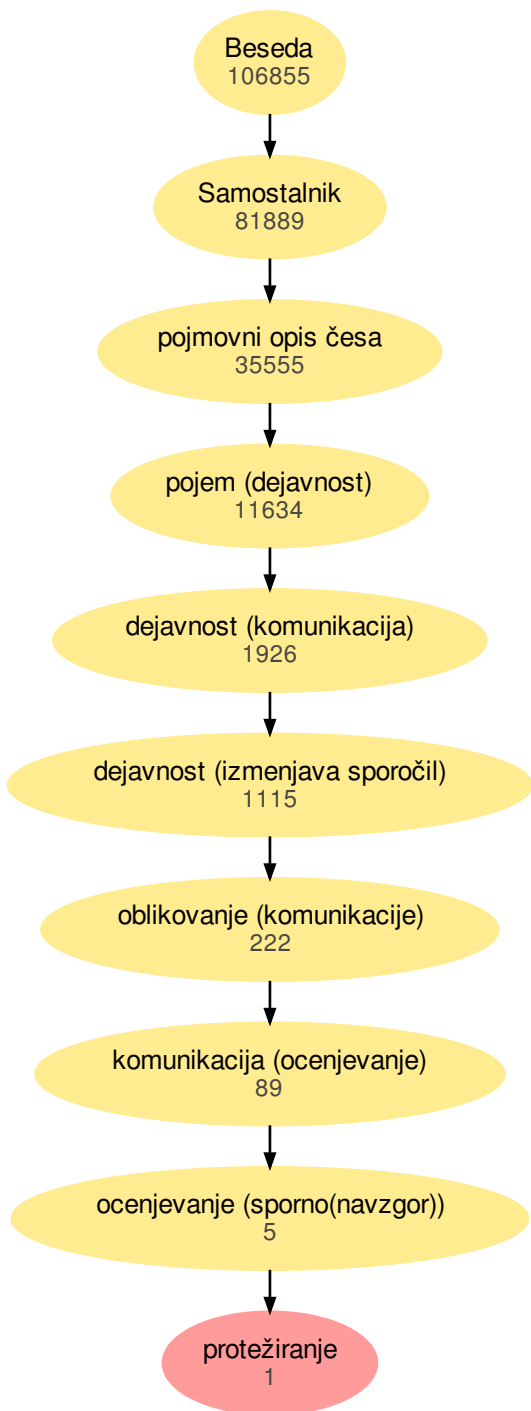 Beseda
106855
Samostalnik
81889
pojmovni opis česa
35555
pojem (dejavnost)
11634
dejavnost (komunikacija)
1926
dejavnost (izmenjava sporočil)
1115
oblikovanje (komunikacije)
222
komunikacija (ocenjevanje)
89
ocenjevanje (sporno(navzgor))
5
protežiranje
1